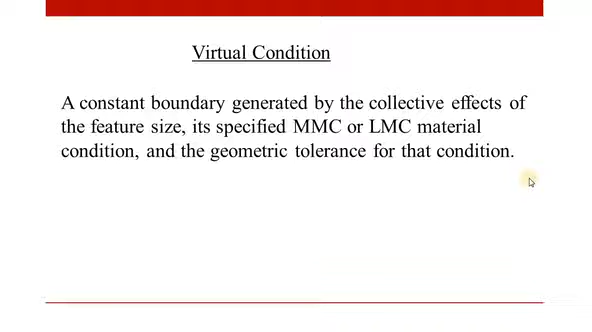 Virtual Condition
A constant boundary generated by the collective effects of
the feature size, its specified MMC or LMC material
condition, and the geometric tolerance for that condition.